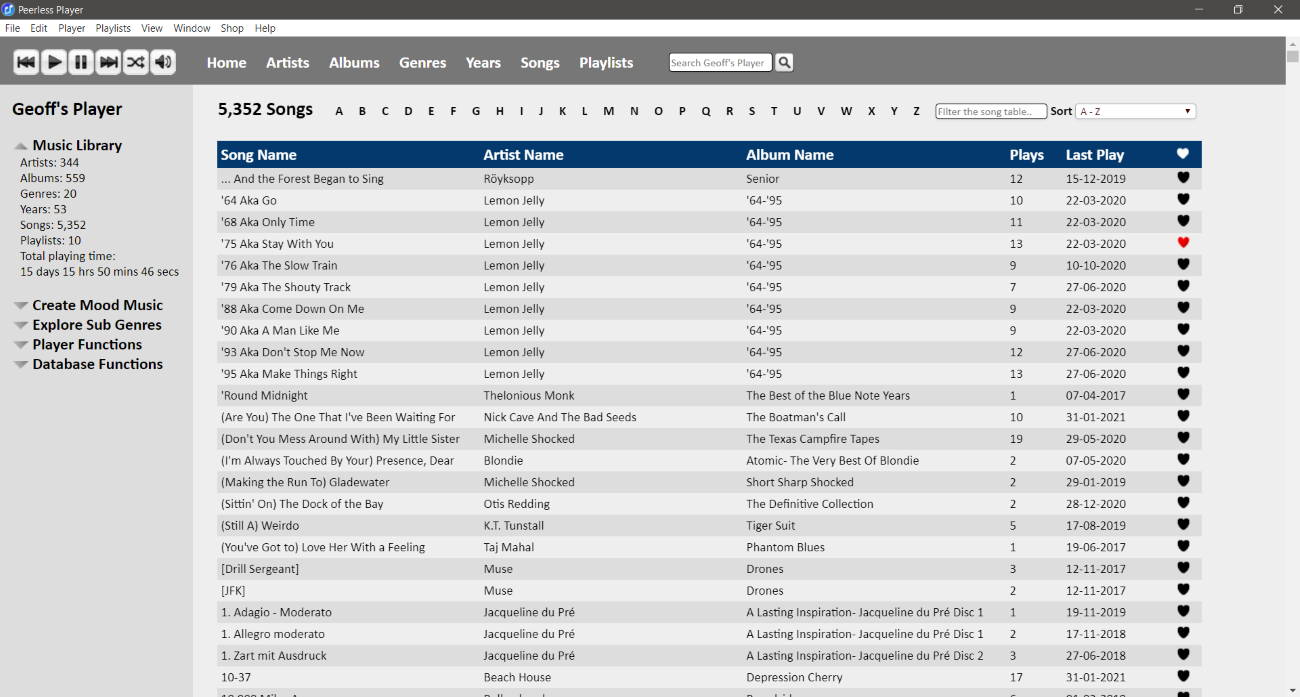 Peerless Player
File Edit Player Playlists View Window Shop Help
Home Artists Albums Genres Years Songs Playlists Search Geoff's Player
Geoff's Player
Music Library
Artists: 344
Albums: 559
Genres: 20
Years: 53
Songs: 5,352
Playlists: 10
Total playing time:
15 days 15 hrs 50 mins 46 secs
Create Mood Music
Explore Sub Genres
Player Functions
Database Functions
5,352 Songs A B C D E F G H I J K L M N O P Q R S T U V W X Y Z Filter the song table.. Sort A - Z
Song Name Artist Name Album Name Plays Last Play
... And the Forest Began to Sing Röyksopp Senior 12 15-12-2019
'64 Aka Go Lemon Jelly '64-'95 10 22-03-2020
'68 Aka Only Time Lemon Jelly '64-'95 11 22-03-2020
'75 Aka Stay With You Lemon Jelly '64-'95 13 22-03-2020
'76 Aka The Slow Train Lemon Jelly '64-'95 9 10-10-2020
'79 Aka The Shouty Track Lemon Jelly '64-'95 7 27-06-2020
'88 Aka Come Down On Me Lemon Jelly '64-'95 9 22-03-2020
'90 Aka A Man Like Me Lemon Jelly '64-'95 9 22-03-2020
'93 Aka Don't Stop Me Now Lemon Jelly '64-'95 12 27-06-2020
'95 Aka Make Things Right Lemon Jelly '64-'95 13 27-06-2020
'Round Midnight Thelonious Monk The Best of the Blue Note Years 1 07-04-2017
(Are You) The One That I've Been Waiting For Nick Cave And The Bad Seeds The Boatman's Call 10 31-01-2021
(Don't You Mess Around With) My Little Sister Michelle Shocked The Texas Campfire Tapes 19 29-05-2020
(I'm Always Touched By Your) Presence, Dear Blondie Atomic- The Very Best Of Blondie 2 07-05-2020
(Making the Run To) Gladewater Michelle Shocked Short Sharp Shocked 2 29-01-2019
(Sittin' On) The Dock of the Bay Otis Redding The Definitive Collection 2 28-12-2020
(Still A) Weirdo K.T. Tunstall Tiger Suit 5 17-08-2019
(You've Got to) Love Her With a Feeling Taj Mahal Phantom Blues 1 19-06-2017
[Drill Sergeant] Muse Drones 3 12-11-2017
[JFK] Muse Drones 2 12-11-2017
1. Adagio - Moderato Jacqueline du Pré A Lasting Inspiration- Jacqueline du Pré Disc 1 1 19-11-2019
1. Allegro moderato Jacqueline du Pré A Lasting Inspiration- Jacqueline du Pré Disc 1 2 17-11-2018
1. Zart mit Ausdruck Jacqueline du Pré A Lasting Inspiration- Jacqueline du Pré Disc 2 3 27-06-2018
10-37 Beach House Depression Cherry 17 31-01-2021